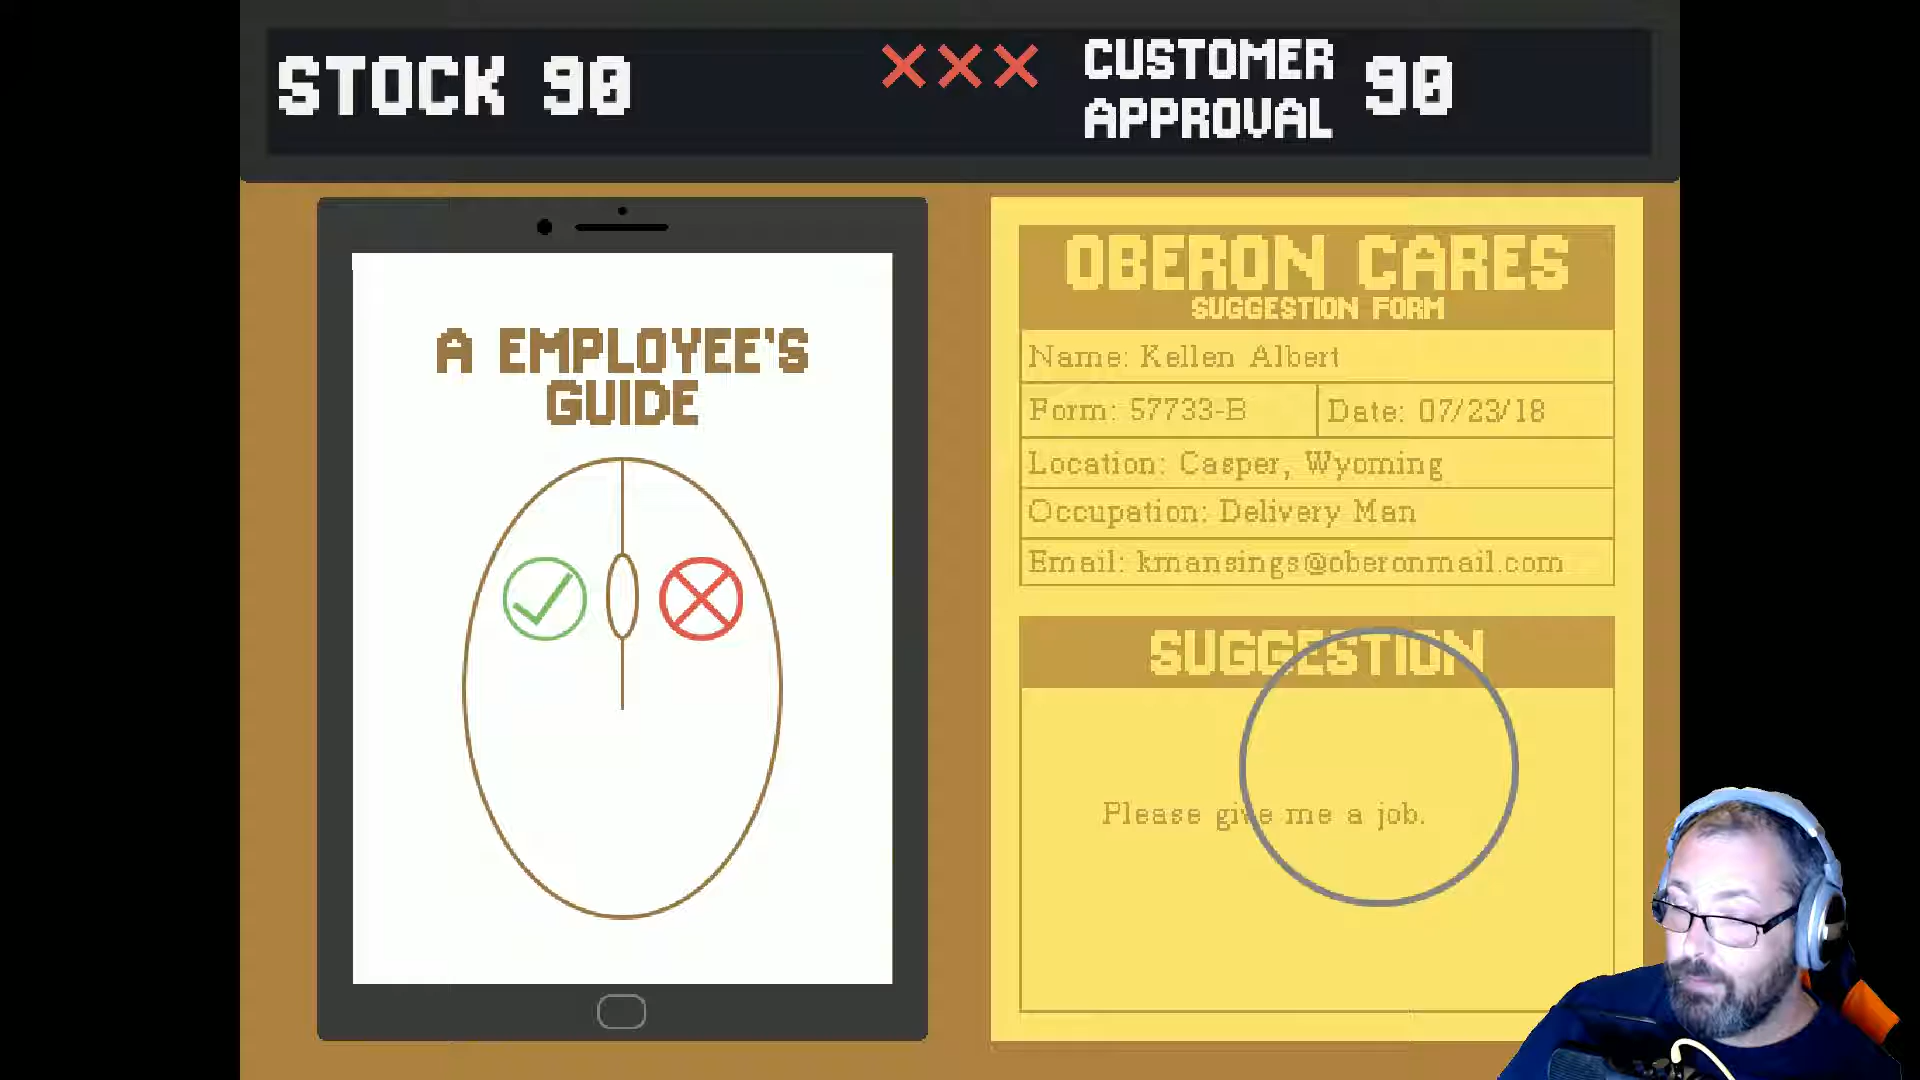 STOCK 90
CUSTOMER
APPROVAL 90
A EMPLOYEE'S
GUIDE
OBERON CARES
SUGGESTION FORM
Name: Kellen Albert
Form: 57733-B
Date: 07/23/18
Location: Casper, Wyoming
Occupation: Delivery Man
Email: kmansings@oberonmail.com
SUGGESTION
Please give me a job.